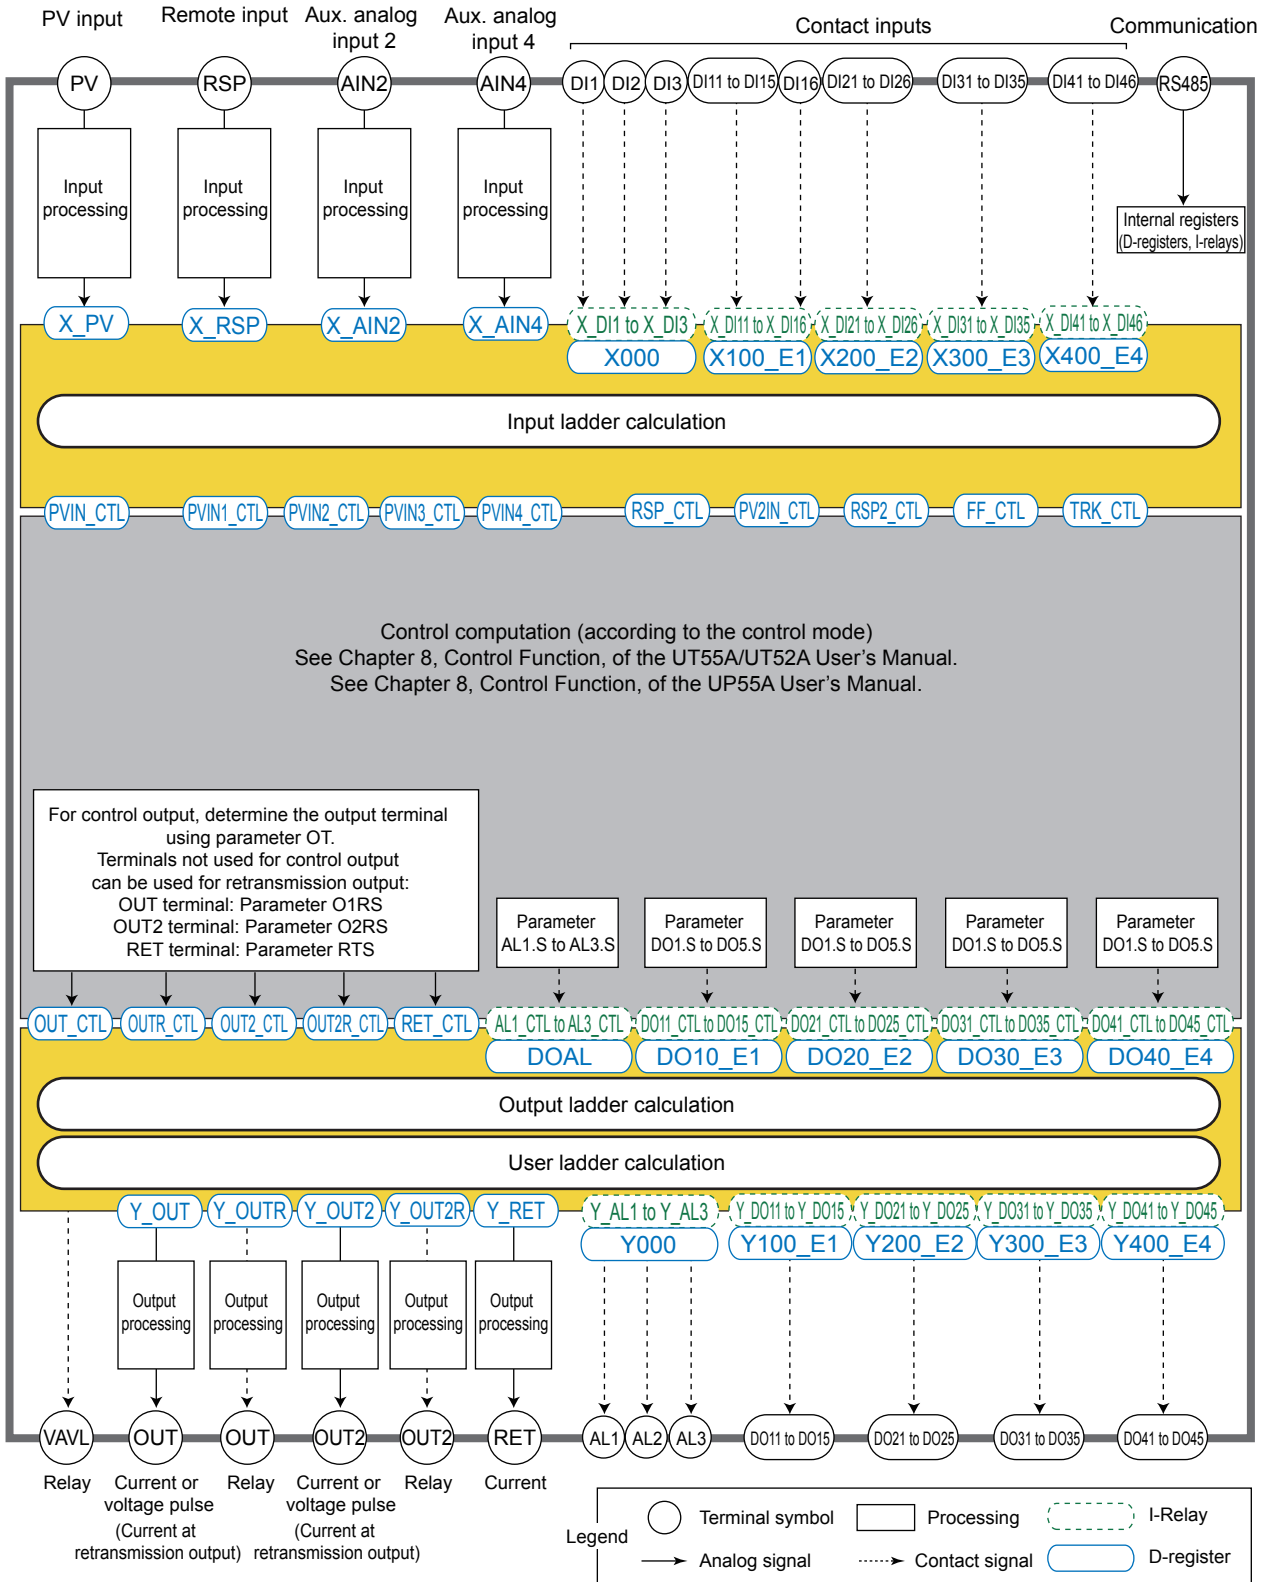 PV input
Remote input
Aux. analog
input 2
Aux. analog
input 4
Contact inputs
Communication
PV
RSP
AIN2
AIN4
DI1
DI2
DI3
DI11 to DI15
DI16
DI21 to DI26
DI31 to DI35
DI41 to DI46
RS485
Input
processing
Input
processing
Input
processing
Input
processing
Internal registers
(D-registers, I-relays)
X_PV
X_RSP
X_AIN2
X_AIN4
X_DI1 to X_DI3
X_DI11 to X_DI16
X_DI21 to X_DI26
X_DI31 to X_DI35
X_DI41 to X_DI46
X000
X100_E1
X200_E2
X300_E3
X400_E4
Input ladder calculation
PVIN_CTL
PVIN1_CTL
PVIN2_CTL
PVIN3_CTL
PVIN4_CTL
RSP_CTL
PV2IN_CTL
RSP2_CTL
FF_CTL
TRK_CTL
Control computation (according to the control mode)
See Chapter 8, Control Function, of the UT55A/UT52A User's Manual.
See Chapter 8, Control Function, of the UP55A User's Manual.
For control output, determine the output terminal
using parameter OT.
Terminals not used for control output
can be used for retransmission output:
OUT terminal: Parameter O1RS
OUT2 terminal: Parameter O2RS
RET terminal: Parameter RTS
Parameter
AL1.S to AL3.S
Parameter
DO1.S to DO5.S
Parameter
DO1.S to DO5.S
Parameter
DO1.S to DO5.S
Parameter
DO1.S to DO5.S
OUT_CTL
OUTR_CTL
OUT2_CTL
OUT2R_CTL
RET_CTL
AL1_CTL to AL3_CTL
DO11_CTL to DO15_CTL
DO21_CTL to DO25_CTL
DO31_CTL to DO35_CTL
DO41_CTL to DO45_CTL
DOAL
DO10_E1
DO20_E2
DO30_E3
DO40_E4
Output ladder calculation
User ladder calculation
Y_OUT
Y_OUTR
Y_OUT2
Y_OUT2R
Y_RET
Y_AL1 to Y_AL3
Y_DO11 to Y_DO15
Y_DO21 to Y_DO25
Y_DO31 to Y_DO35
Y_DO41 to Y_DO45
Y000
Y100_E1
Y200_E2
Y300_E3
Y400_E4
Output
processing
Output
processing
Output
processing
Output
processing
Output
processing
VAVL
OUT
OUT
OUT2
OUT2
RET
AL1
AL2
AL3
DO11 to DO15
DO21 to DO25
DO31 to DO35
DO41 to DO45
Relay
Current or
voltage pulse
(Current at
retransmission output)
Relay
Current or
voltage pulse
(Current at
retransmission output)
Relay
Current
Legend
Terminal symbol
Processing
I-Relay
Analog signal
Contact signal
D-register